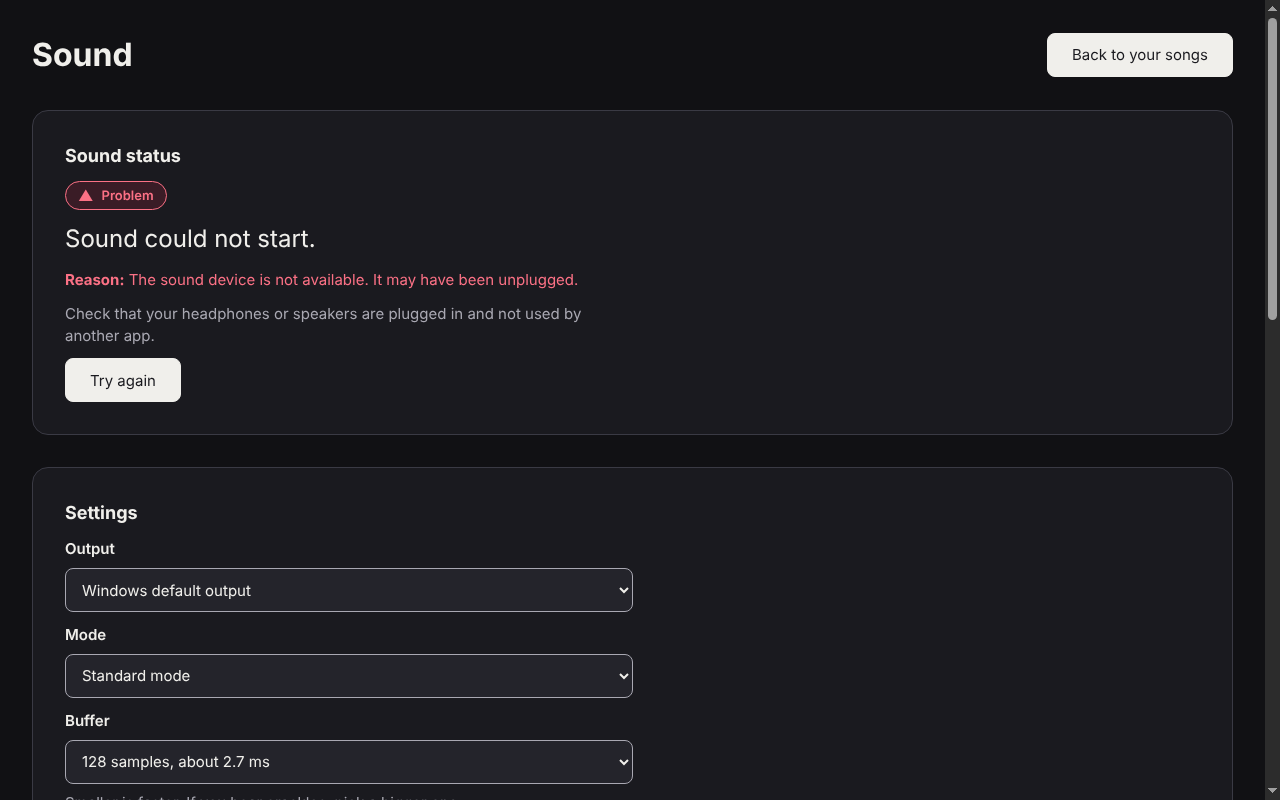 Sound
Back to your songs
Sound status
Problem
Sound could not start.
Reason: The sound device is not available. It may have been unplugged.
Check that your headphones or speakers are plugged in and not used by
another app.
Try again
Settings
Output
Windows default output
Mode
Standard mode
Buffer
128 samples, about 2.7 ms